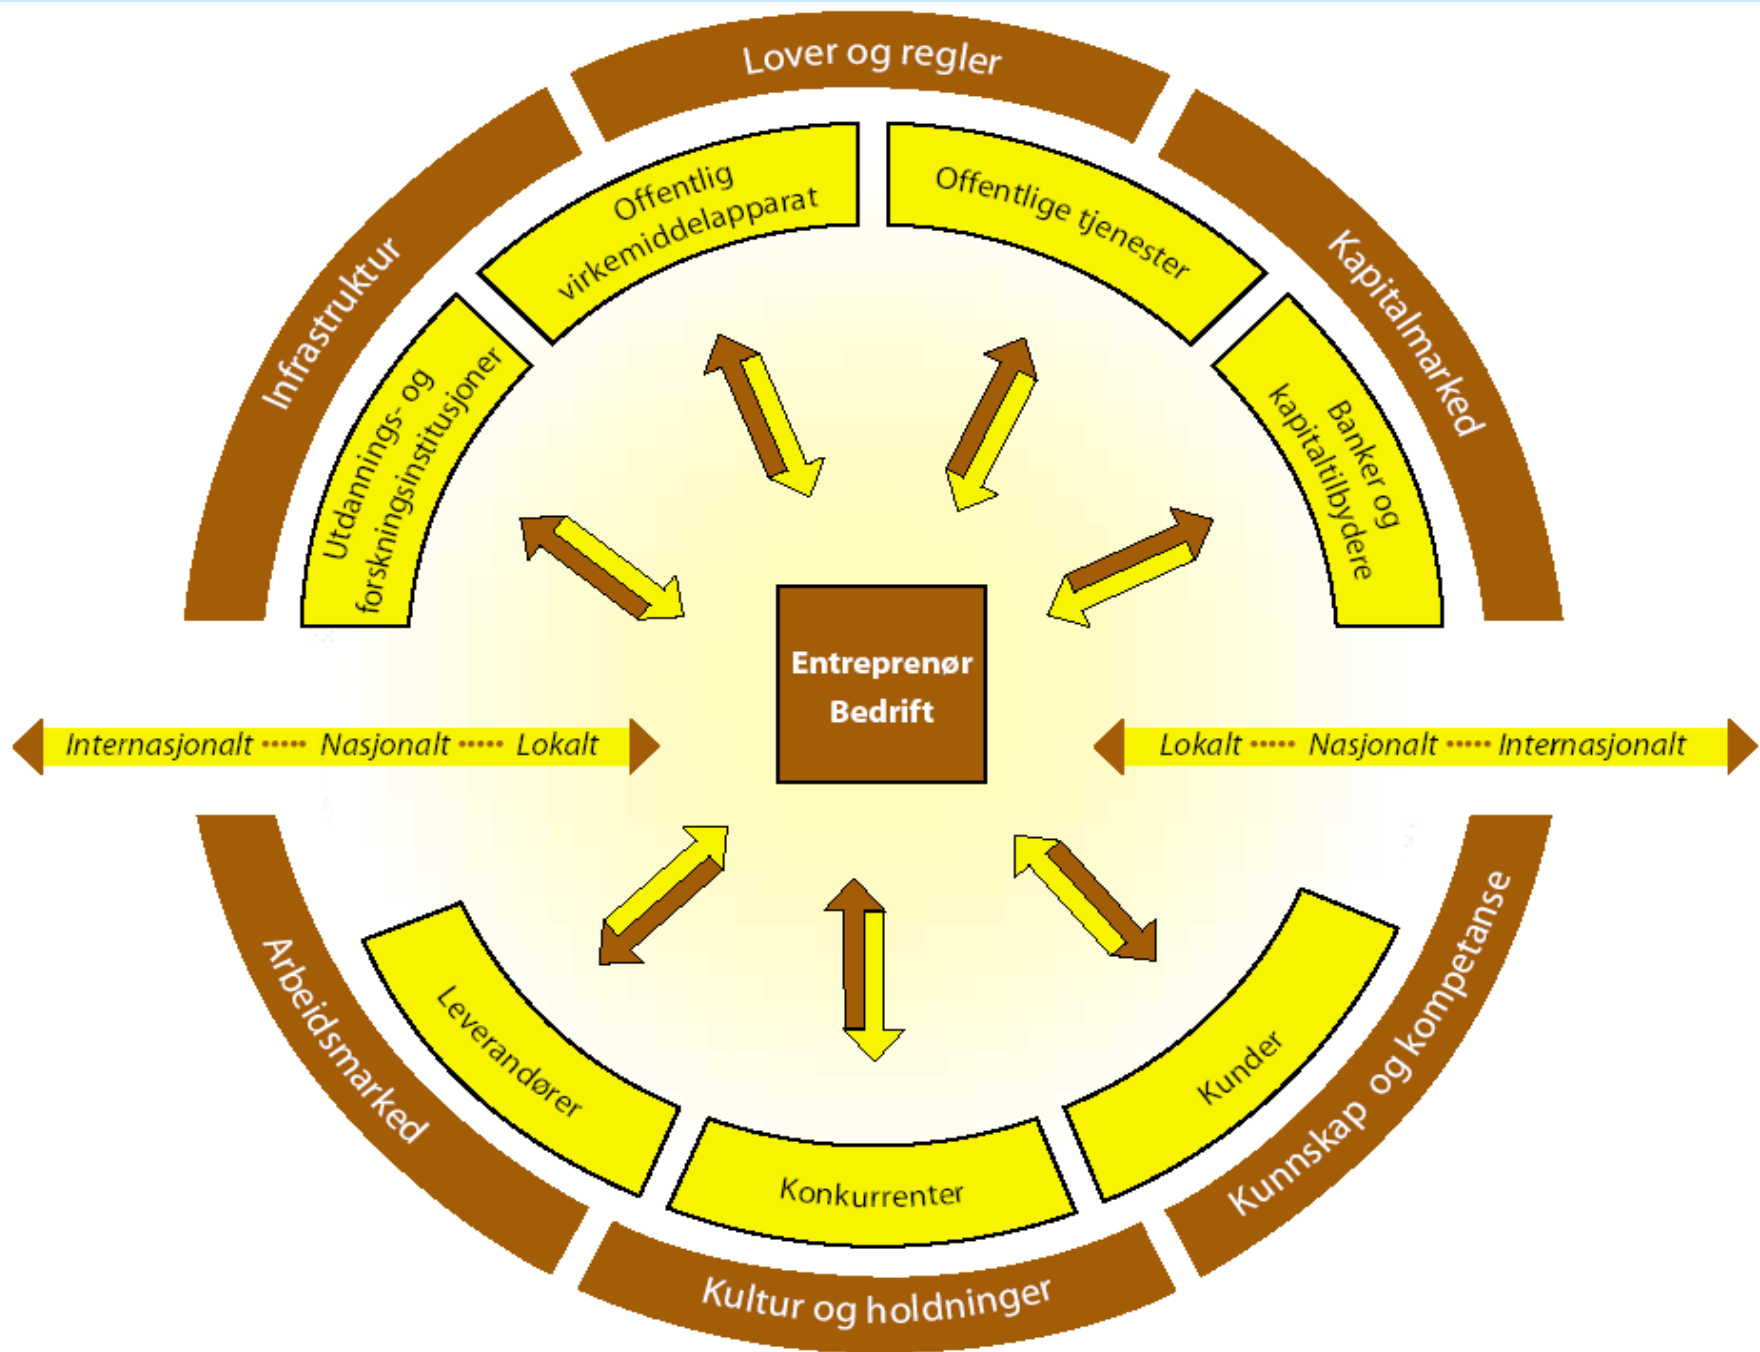 Lover og regler
Infrastruktur
Kapitalmarked
Offentlig
virkemiddelapparat
Offentlige tjenester
Utdannings- og
forskningsinstitusjoner
Banker og
kapitaltilbydere
Entreprenør
Bedrift
Internasjonalt ····· Nasjonalt ····· Lokalt
Lokalt ····· Nasjonalt ····· Internasjonalt
Arbeidsmarked
Leverandører
Konkurrenter
Kunder
Kunnskap og kompetanse
Kultur og holdninger